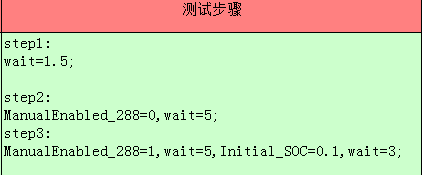 测试步骤
step1:
wait=1.5;
step2:
ManualEnabled_288=0,wait=5;
step3:
ManualEnabled_288=1,wait=5,Initial_SOC=0.1,wait=3;